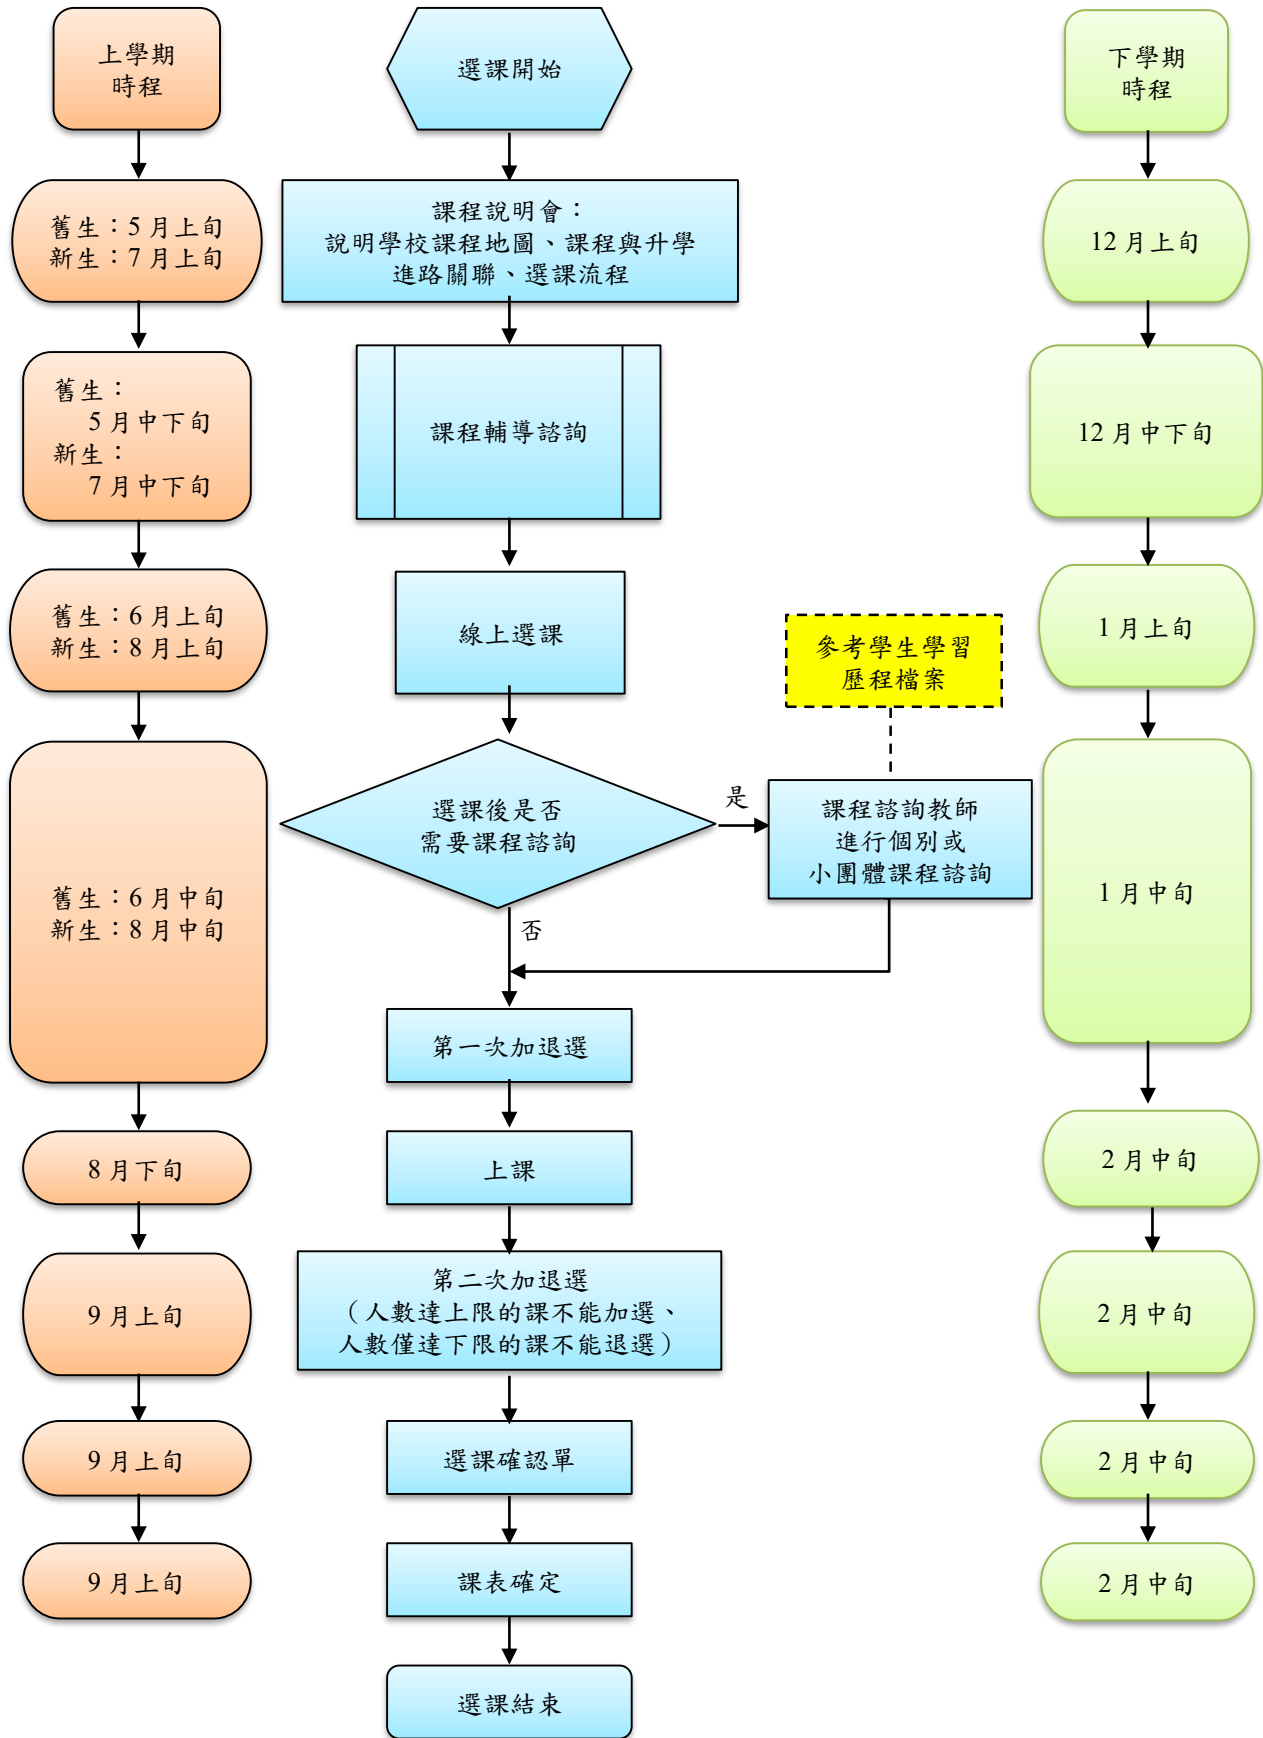 上學期
時程
舊生：5 月上旬
新生：7 月上旬
舊生：
5 月中下旬
新生：
7 月中下旬
舊生：6 月上旬
新生：8 月上旬
舊生：6 月中旬
新生：8 月中旬
8 月下旬
9 月上旬
9 月上旬
9 月上旬
選課開始
課程說明會：
說明學校課程地圖、課程與升學
進路關聯、選課流程
課程輔導諮詢
線上選課
選課後是否
需要課程諮詢
是
否
參考學生學習
歷程檔案
課程諮詢教師
進行個別或
小團體課程諮詢
第一次加退選
上課
第二次加退選
（人數達上限的課不能加選、
人數僅達下限的課不能退選）
選課確認單
課表確定
選課結束
下學期
時程
12 月上旬
12 月中下旬
1 月上旬
1 月中旬
2 月中旬
2 月中旬
2 月中旬
2 月中旬